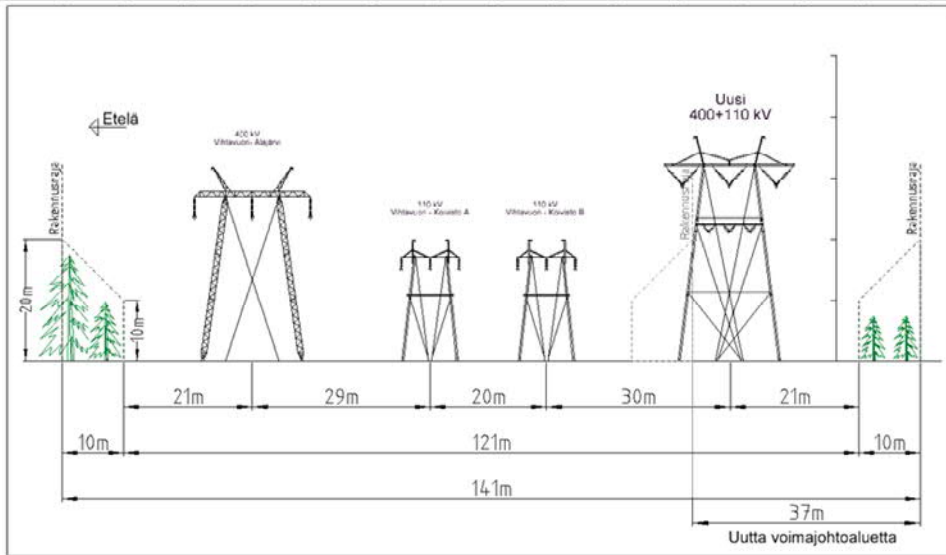 Etelä
400 kV
Vihtavuori- Alajärvi
110 kV
Vihtavuori - Koivisto A
110 kV
Vihtavuori - Koivisto B
Uusi
400+110 kV
Rakennusraja
Rakennusraja
Rakennusraja
20m
10m
21m
29m
20m
30m
21m
10m
121m
10m
141m
37m
Uutta voimajohtoaluetta